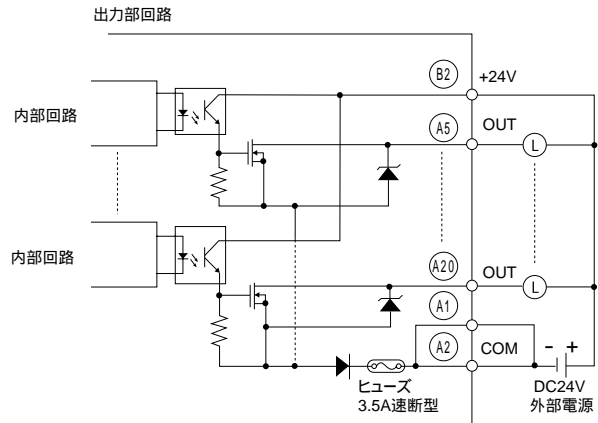 出力部回路
B2
+24V
内部回路
A5
OUT
L
内部回路
A20
OUT
L
A1
A2
COM
- +
ヒューズ
3.5A速断型
DC24V
外部電源